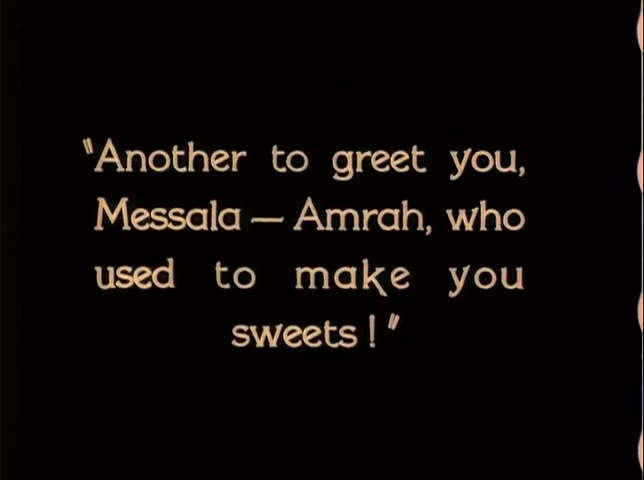 "Another to greet you,
Messala — Amrah, who
used to make you
sweets!"